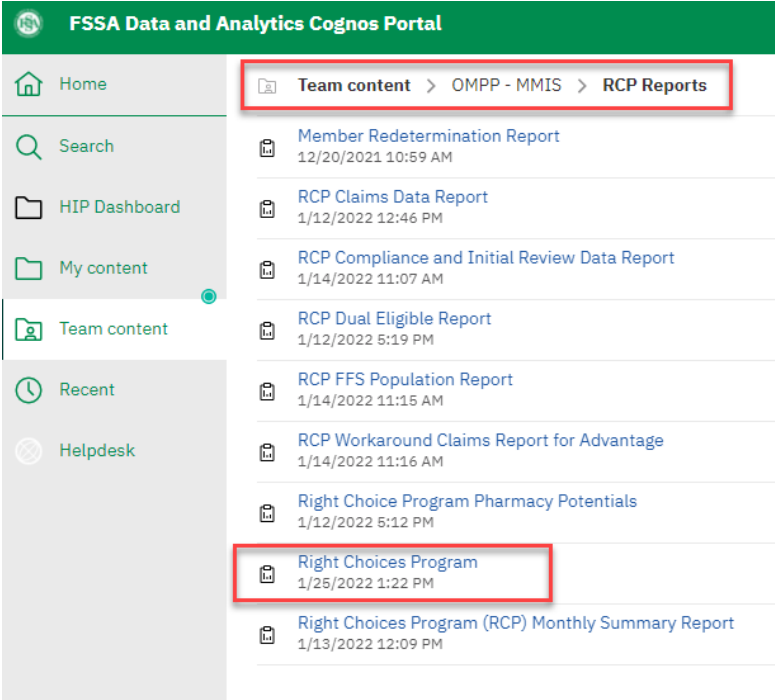 FSSA Data and Analytics Cognos Portal
Home
Team content > OMPP - MMIS > RCP Reports
Search
HIP Dashboard
My content
Team content
Recent
Helpdesk
Member Redetermination Report
12/20/2021 10:59 AM
RCP Claims Data Report
1/12/2022 12:46 PM
RCP Compliance and Initial Review Data Report
1/14/2022 11:07 AM
RCP Dual Eligible Report
1/12/2022 5:19 PM
RCP FFS Population Report
1/14/2022 11:15 AM
RCP Workaround Claims Report for Advantage
1/14/2022 11:16 AM
Right Choice Program Pharmacy Potentials
1/12/2022 5:12 PM
Right Choices Program
1/25/2022 1:22 PM
Right Choices Program (RCP) Monthly Summary Report
1/13/2022 12:09 PM